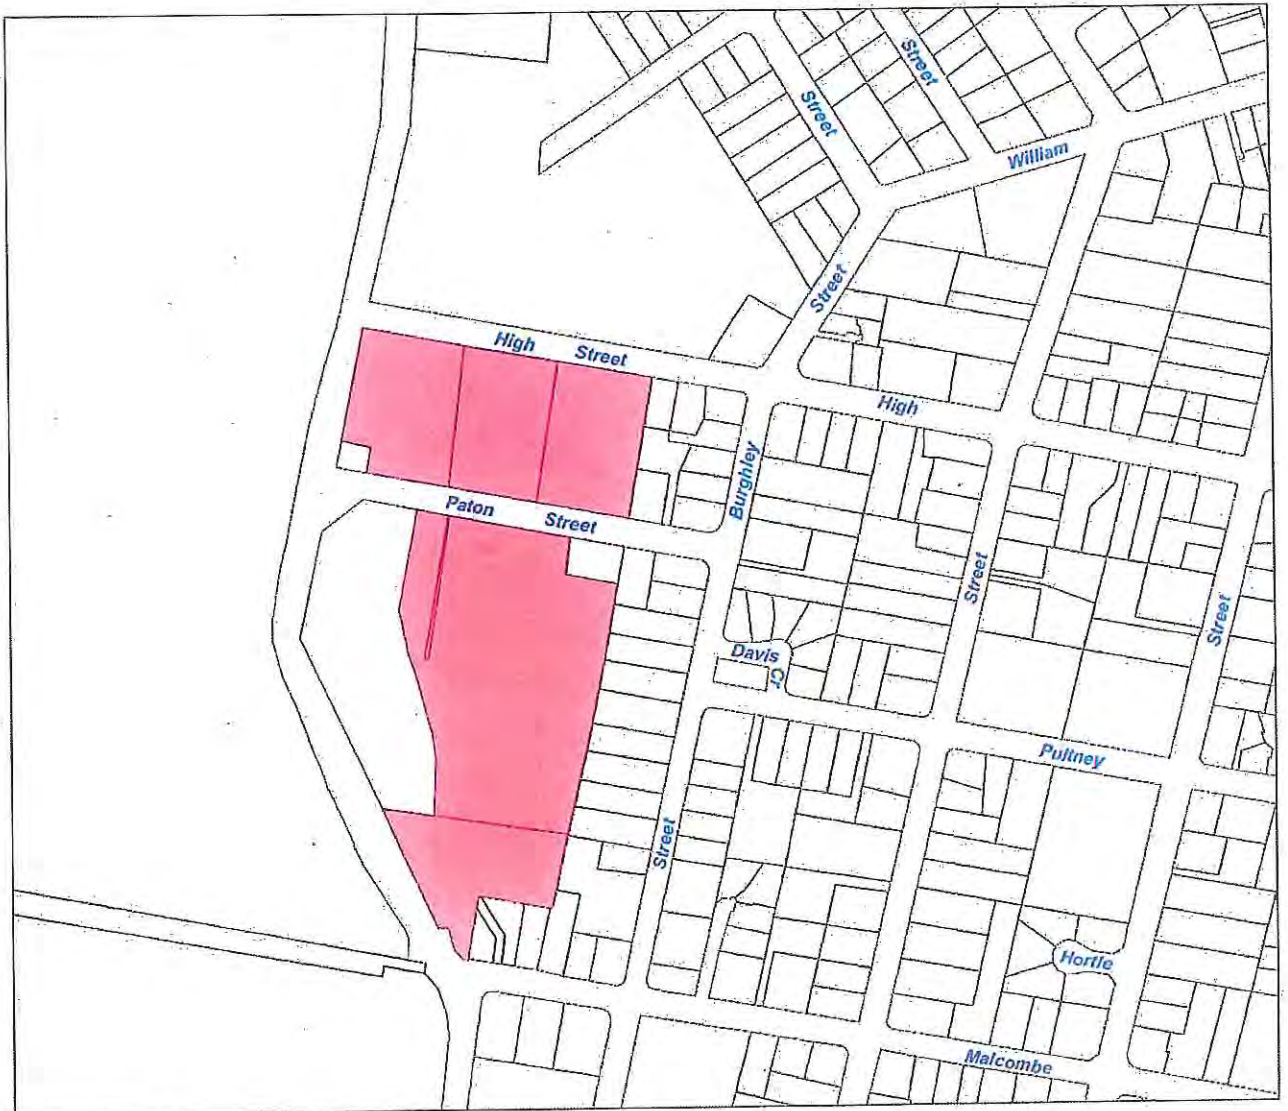 Street
Street
William
Street
High Street
High
Burghley
Paton Street
Street
Street
Davis
Cr
Pultney
Street
Hortle
Malcombe